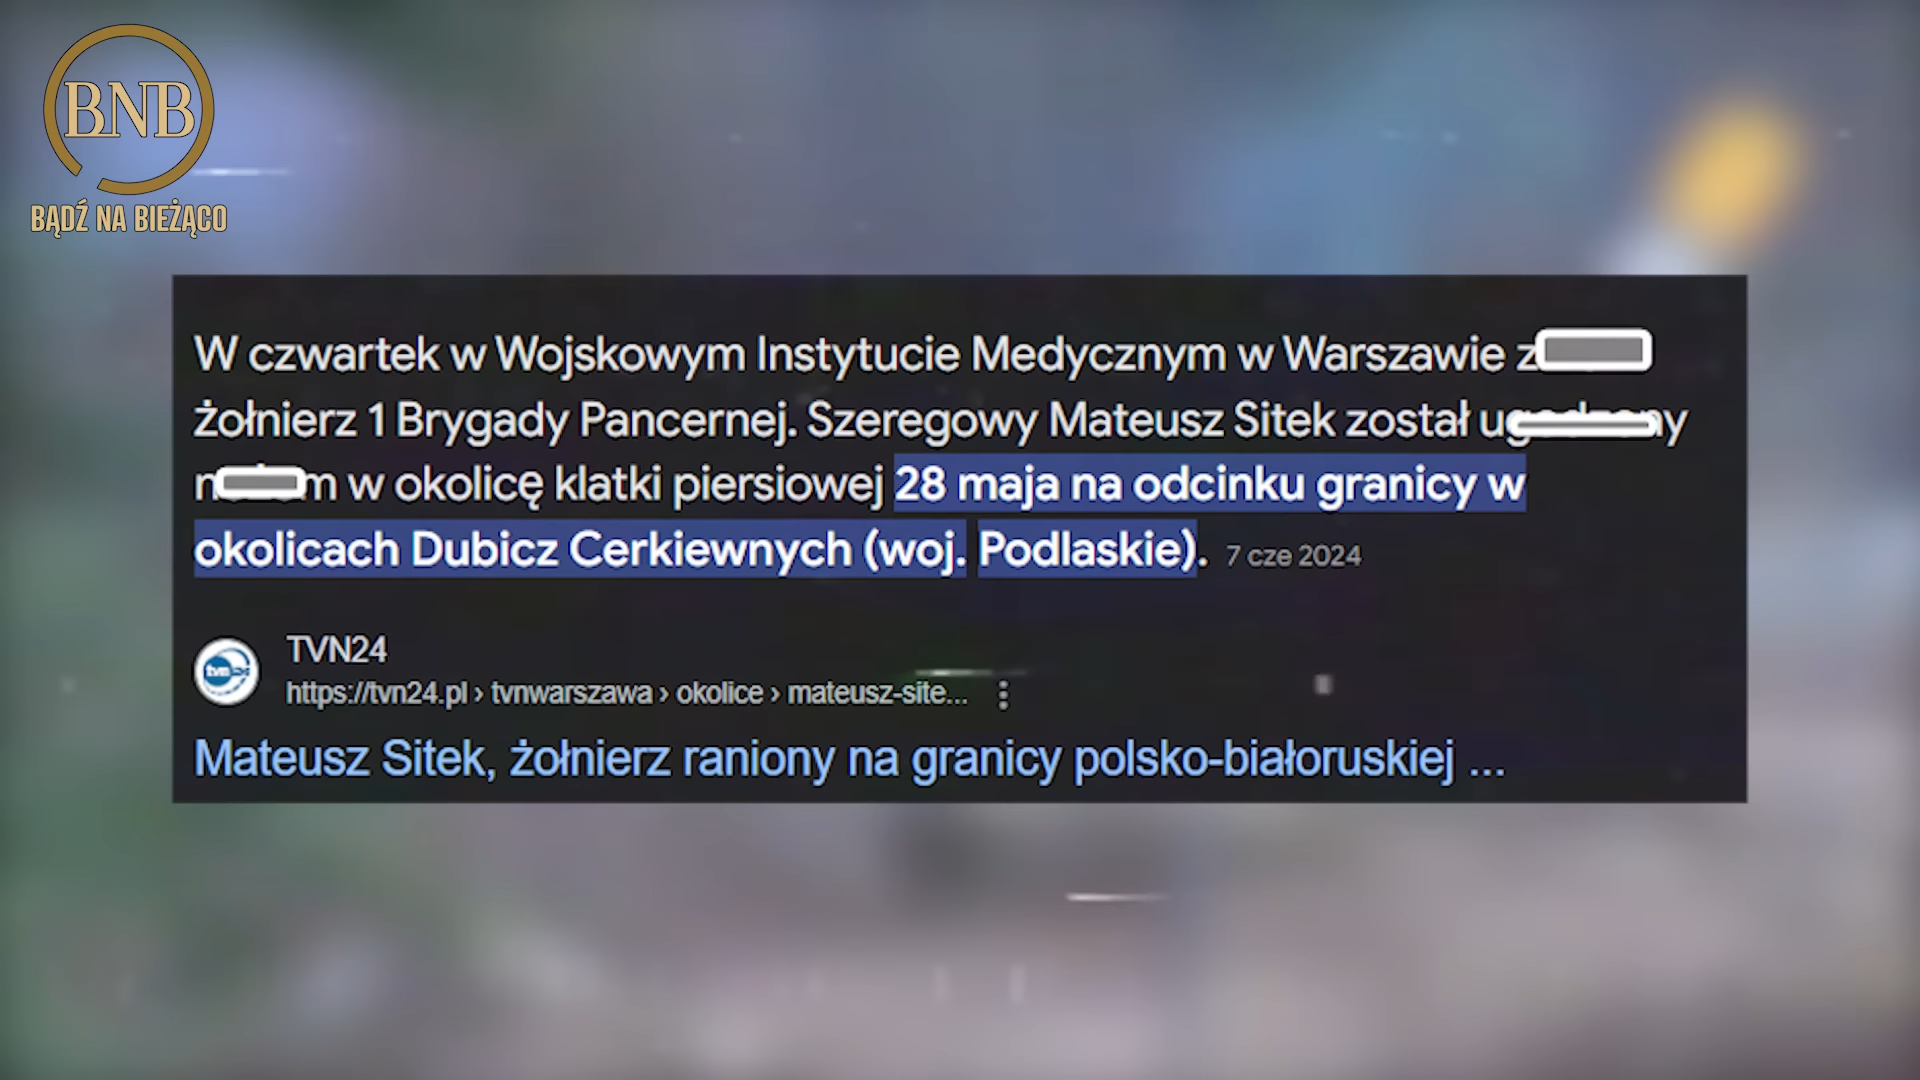 BNB
BĄDŹ NA BIEŻĄCO
W czwartek w Wojskowym Instytucie Medycznym w Warszawie
żołnierz 1 Brygady Pancernej. Szeregowy Mateusz Sitek został
w okolicę klatki piersiowej 28 maja na odcinku granicy w
okolicach Dubicz Cerkiewnych (woj. Podlaskie). 7 cze 2024
tvn24
TVN24
https://tvn24.pl › tvnwarszawa › okolice › mateusz-site...
Mateusz Sitek, żołnierz raniony na granicy polsko-białoruskiej ...